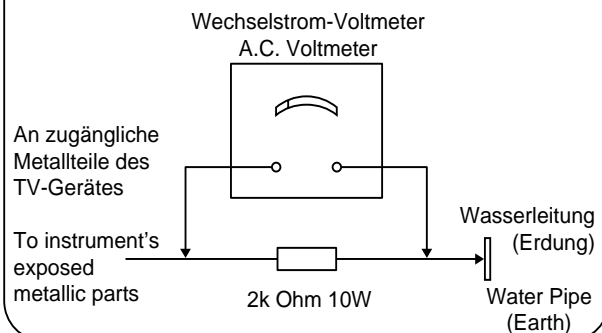 Wechselstrom-Voltmeter
A.C. Voltmeter
An zugängliche
Metallteile des
TV-Gerätes
To instrument's
exposed
metallic parts
2k Ohm 10W
Wasserleitung
(Erdung)
Water Pipe
(Earth)